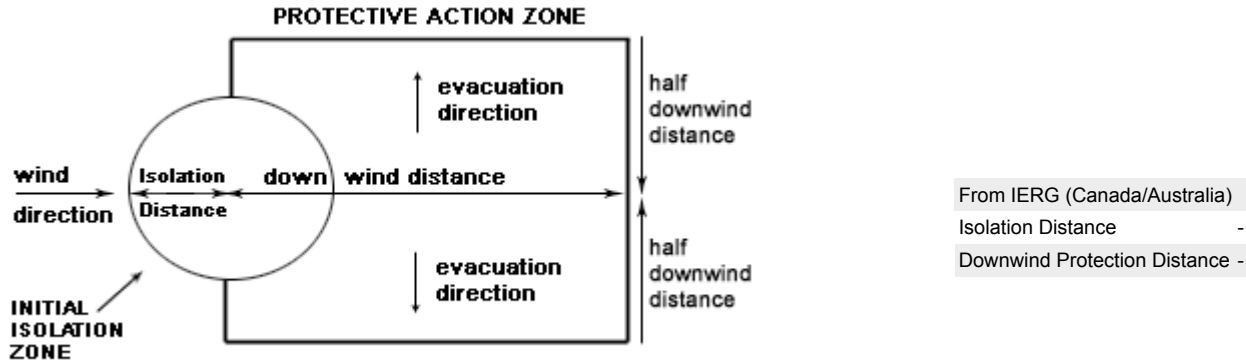 PROTECTIVE ACTION ZONE
evacuation
direction
half
downwind
distance
wind
direction
Isolation
Distance
down wind distance
evacuation
direction
half
downwind
distance
INITIAL
ISOLATION
ZONE
From IERG (Canada/Australia)
Isolation Distance -
Downwind Protection Distance -